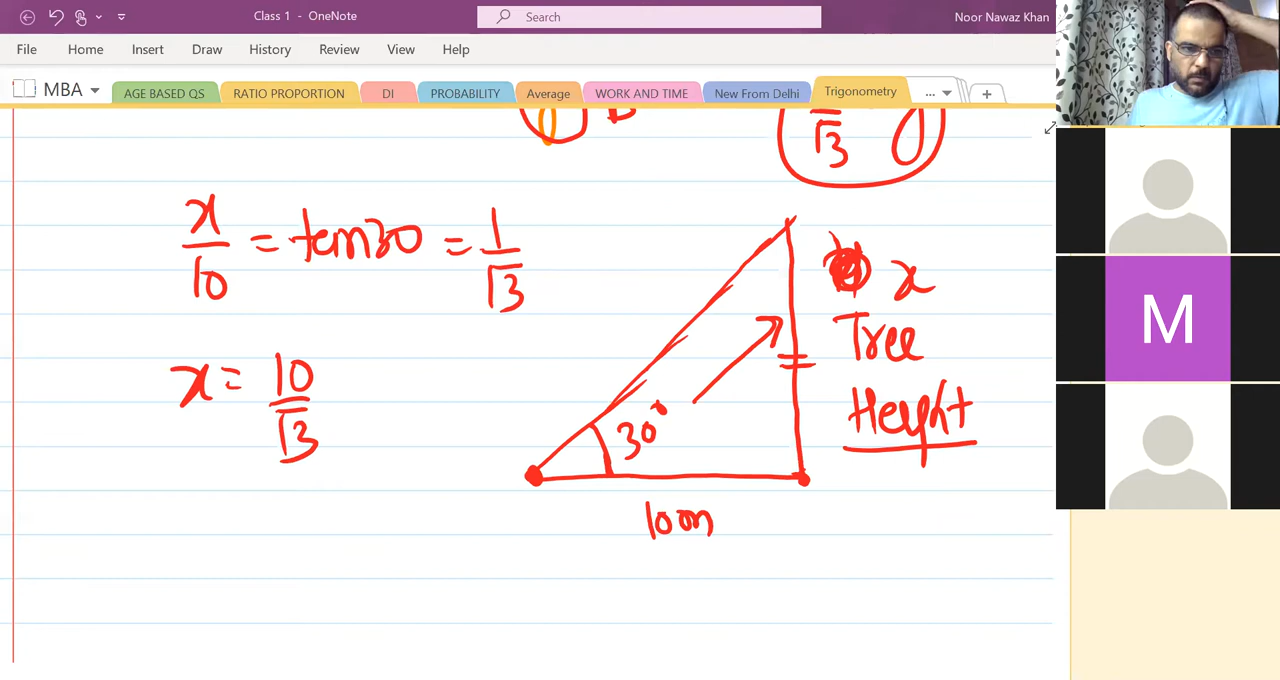 Class 1 - OneNote
Search
Noor Nawaz Khan
File Home Insert Draw History Review View Help
MBA
AGE BASED QS
RATIO PROPORTION
DI
PROBABILITY
Average
WORK AND TIME
New From Delhi
Trigonometry
...
√3
x/10 = tan30 = 1/√3
x
Tree
Height
x = 10/√3
30°
10m
M